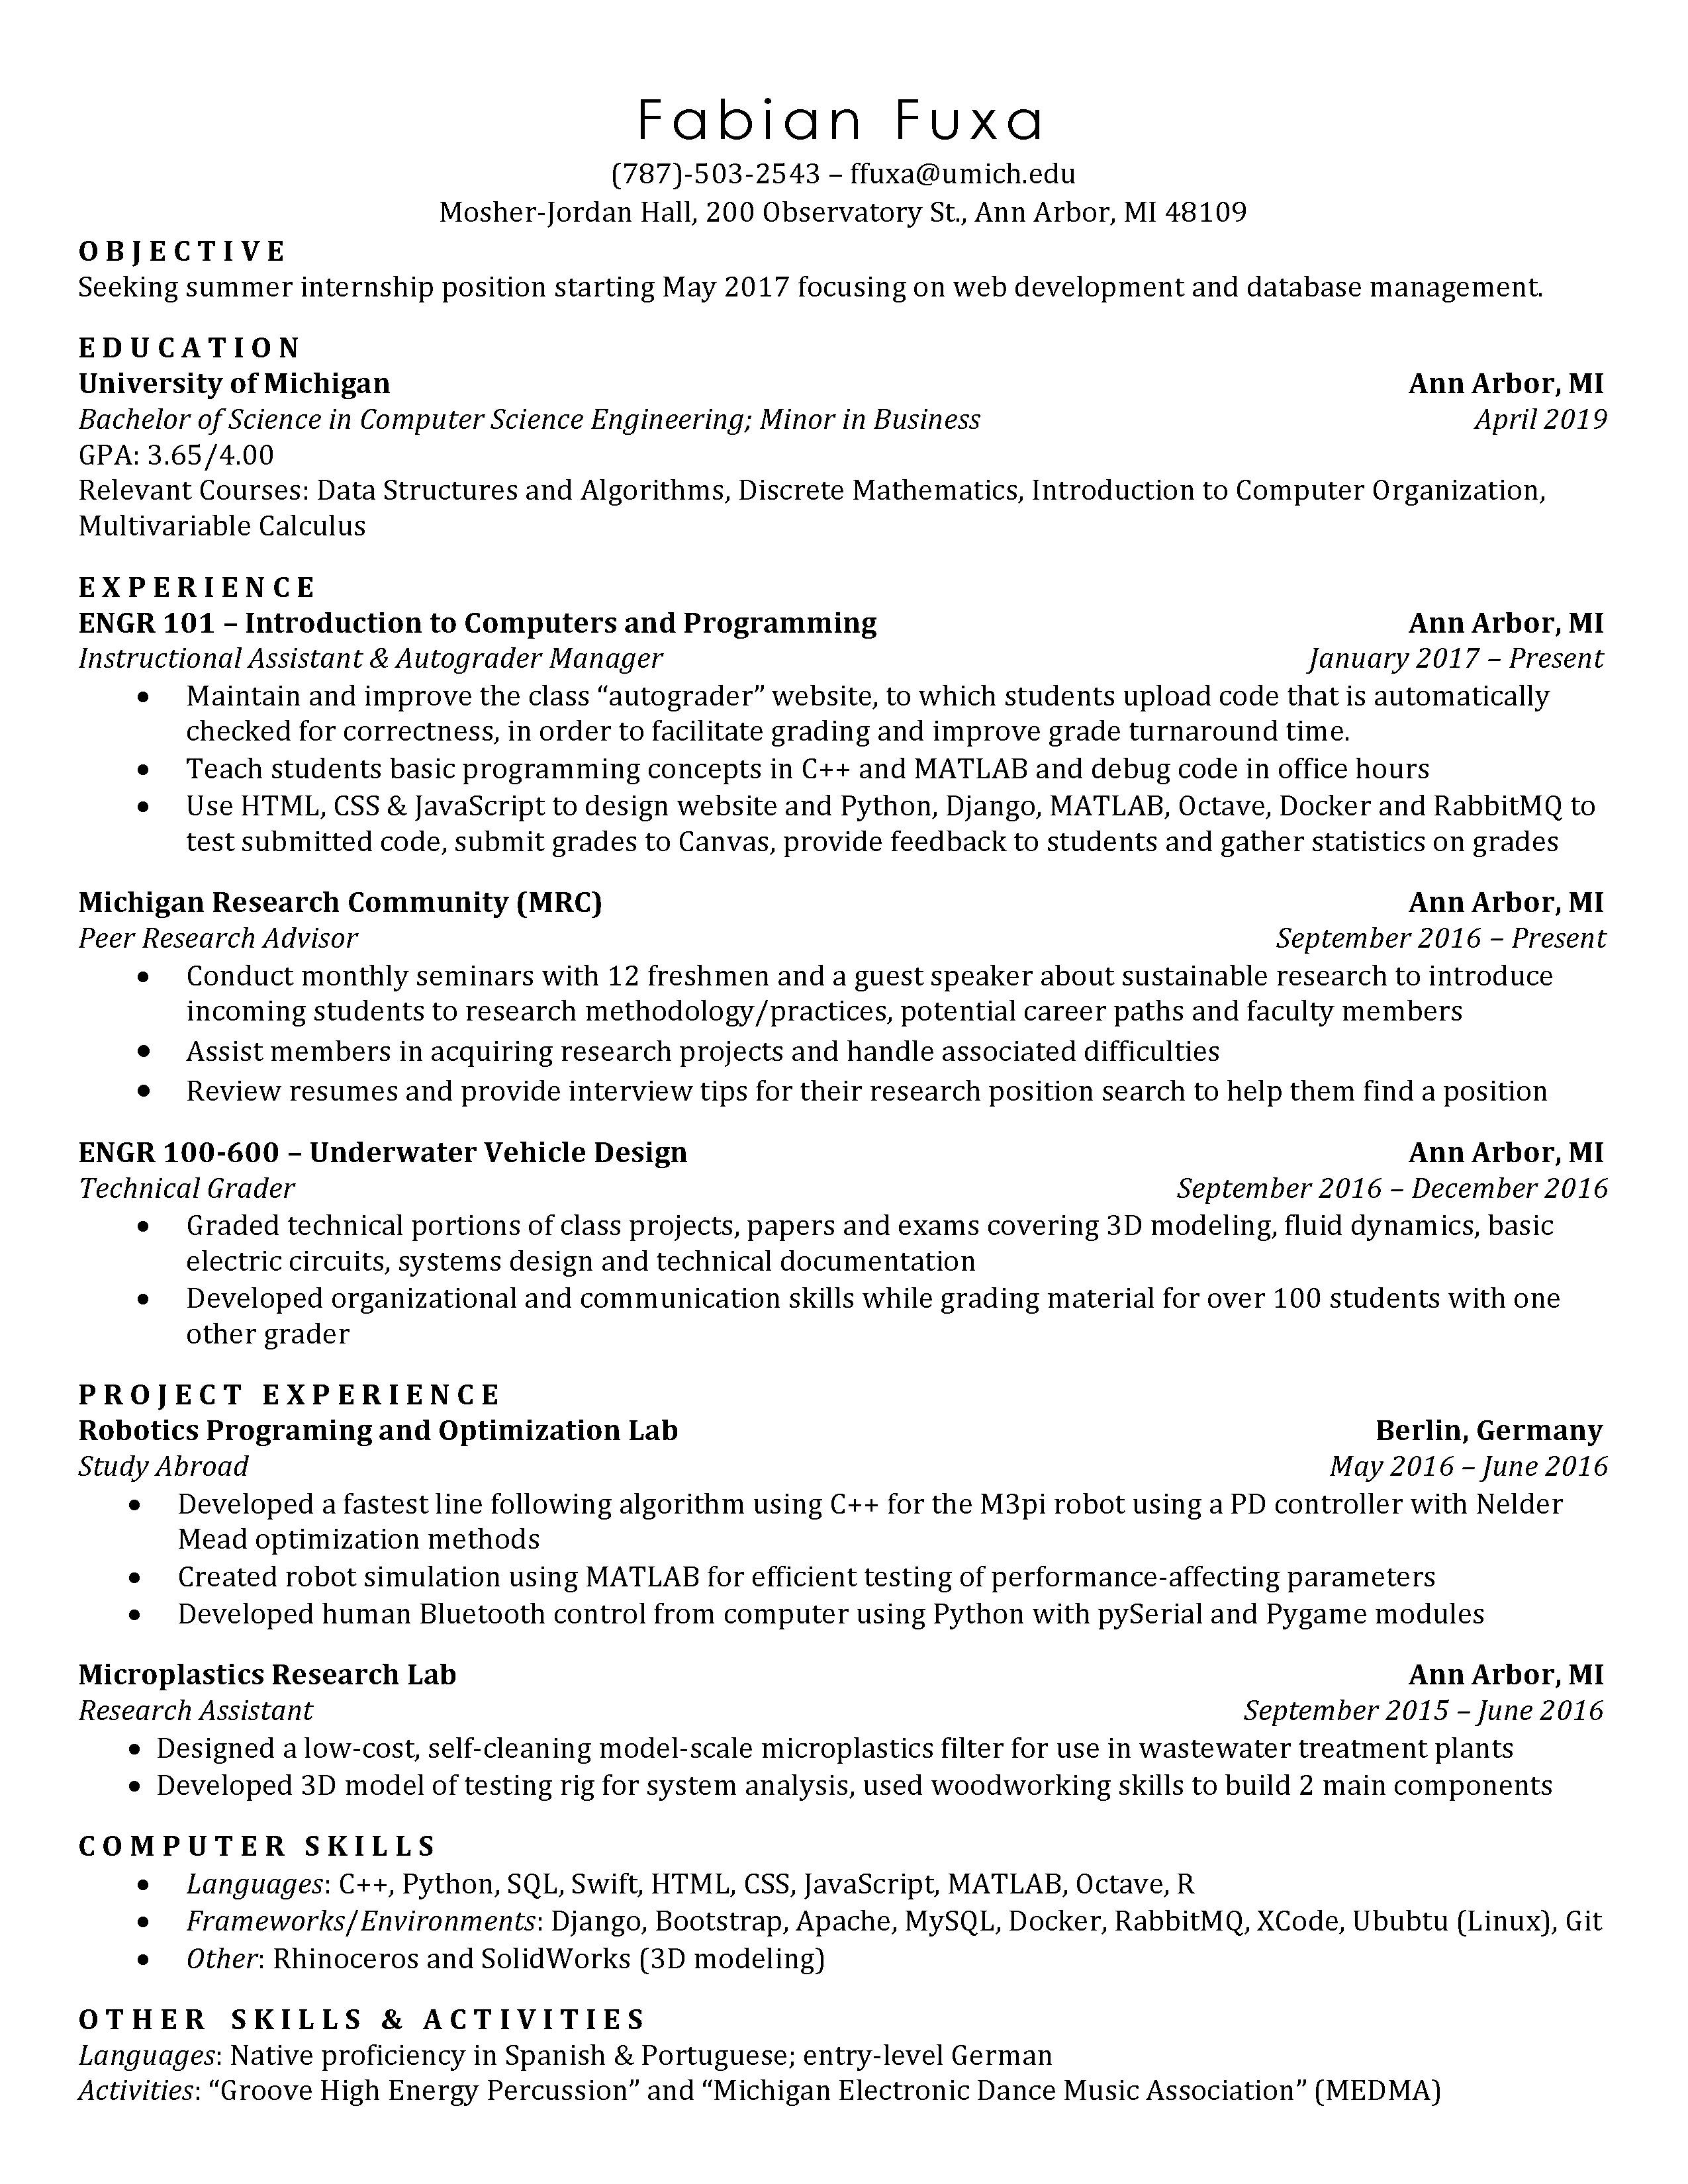 Fabian Fuxa
(787)-503-2543 – ffuxa@umich.edu
Mosher-Jordan Hall, 200 Observatory St., Ann Arbor, MI 48109
OBJECTIVE
Seeking summer internship position starting May 2017 focusing on web development and database management.
EDUCATION
University of Michigan Ann Arbor, MI
Bachelor of Science in Computer Science Engineering; Minor in Business April 2019
GPA: 3.65/4.00
Relevant Courses: Data Structures and Algorithms, Discrete Mathematics, Introduction to Computer Organization,
Multivariable Calculus
EXPERIENCE
ENGR 101 – Introduction to Computers and Programming Ann Arbor, MI
Instructional Assistant & Autograder Manager January 2017 – Present
• Maintain and improve the class “autograder” website, to which students upload code that is automatically
checked for correctness, in order to facilitate grading and improve grade turnaround time.
• Teach students basic programming concepts in C++ and MATLAB and debug code in office hours
• Use HTML, CSS & JavaScript to design website and Python, Django, MATLAB, Octave, Docker and RabbitMQ to
test submitted code, submit grades to Canvas, provide feedback to students and gather statistics on grades
Michigan Research Community (MRC) Ann Arbor, MI
Peer Research Advisor September 2016 – Present
• Conduct monthly seminars with 12 freshmen and a guest speaker about sustainable research to introduce
incoming students to research methodology/practices, potential career paths and faculty members
• Assist members in acquiring research projects and handle associated difficulties
• Review resumes and provide interview tips for their research position search to help them find a position
ENGR 100-600 – Underwater Vehicle Design Ann Arbor, MI
Technical Grader September 2016 – December 2016
• Graded technical portions of class projects, papers and exams covering 3D modeling, fluid dynamics, basic
electric circuits, systems design and technical documentation
• Developed organizational and communication skills while grading material for over 100 students with one
other grader
PROJECT EXPERIENCE
Robotics Programing and Optimization Lab Berlin, Germany
Study Abroad May 2016 – June 2016
• Developed a fastest line following algorithm using C++ for the M3pi robot using a PD controller with Nelder
Mead optimization methods
• Created robot simulation using MATLAB for efficient testing of performance-affecting parameters
• Developed human Bluetooth control from computer using Python with pySerial and Pygame modules
Microplastics Research Lab Ann Arbor, MI
Research Assistant September 2015 – June 2016
• Designed a low-cost, self-cleaning model-scale microplastics filter for use in wastewater treatment plants
• Developed 3D model of testing rig for system analysis, used woodworking skills to build 2 main components
COMPUTER SKILLS
• Languages: C++, Python, SQL, Swift, HTML, CSS, JavaScript, MATLAB, Octave, R
• Frameworks/Environments: Django, Bootstrap, Apache, MySQL, Docker, RabbitMQ, XCode, Ububtu (Linux), Git
• Other: Rhinoceros and SolidWorks (3D modeling)
OTHER SKILLS & ACTIVITIES
Languages: Native proficiency in Spanish & Portuguese; entry-level German
Activities: “Groove High Energy Percussion” and “Michigan Electronic Dance Music Association” (MEDMA)